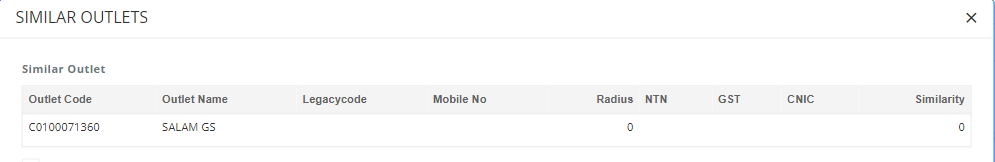 SIMILAR OUTLETS ×
Similar Outlet
Outlet Code Outlet Name Legacycode Mobile No Radius NTN GST CNIC Similarity
C0100071360 SALAM GS 0 0